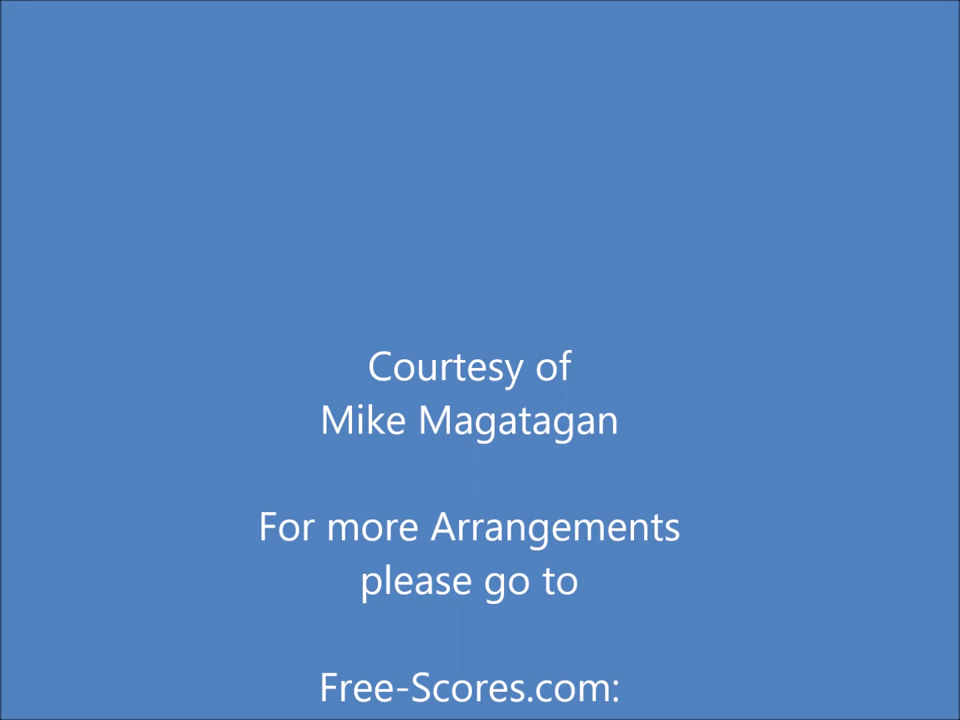 Courtesy of
Mike Magatagan
For more Arrangements
please go to
Free-Scores.com: